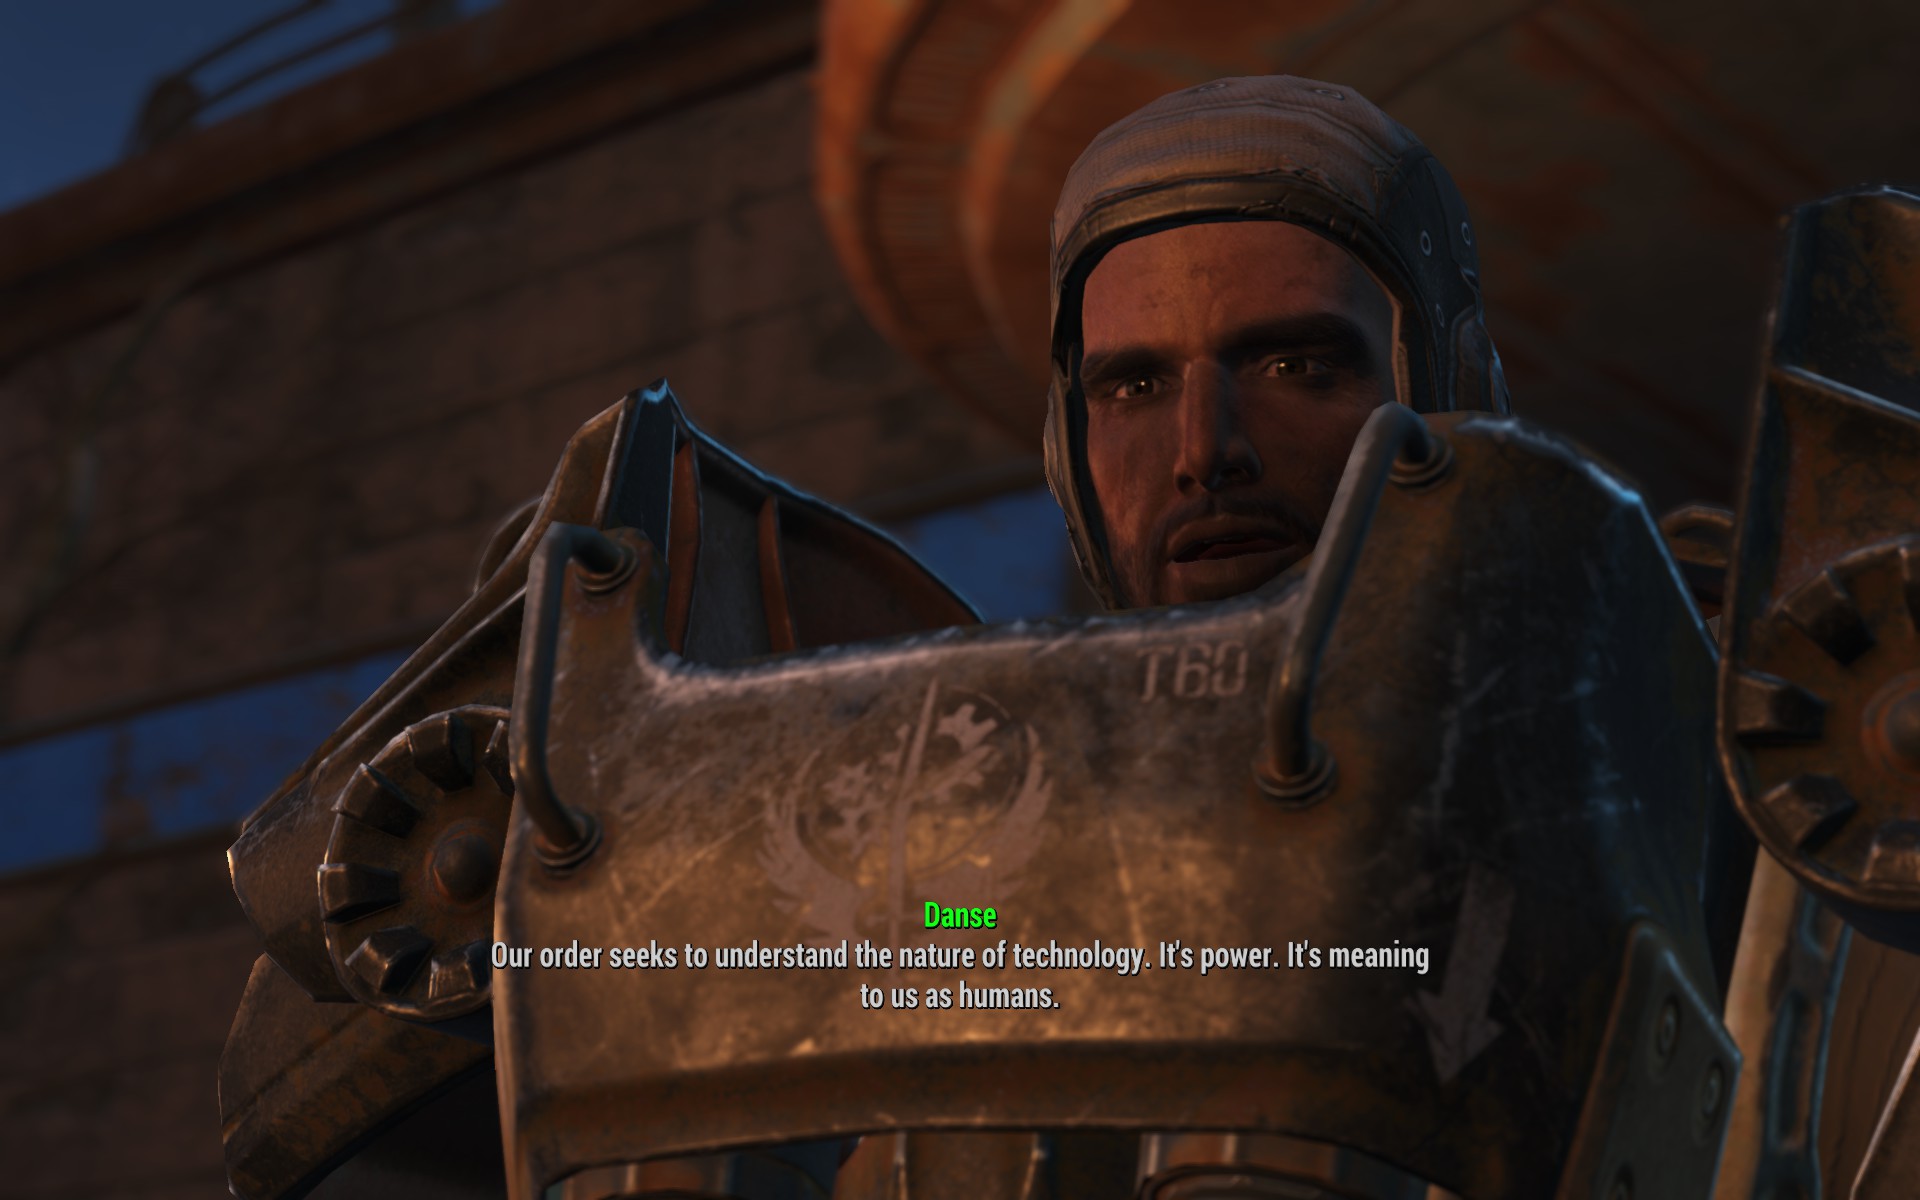 T60
Danse
Our order seeks to understand the nature of technology. It's power. It's meaning
to us as humans.